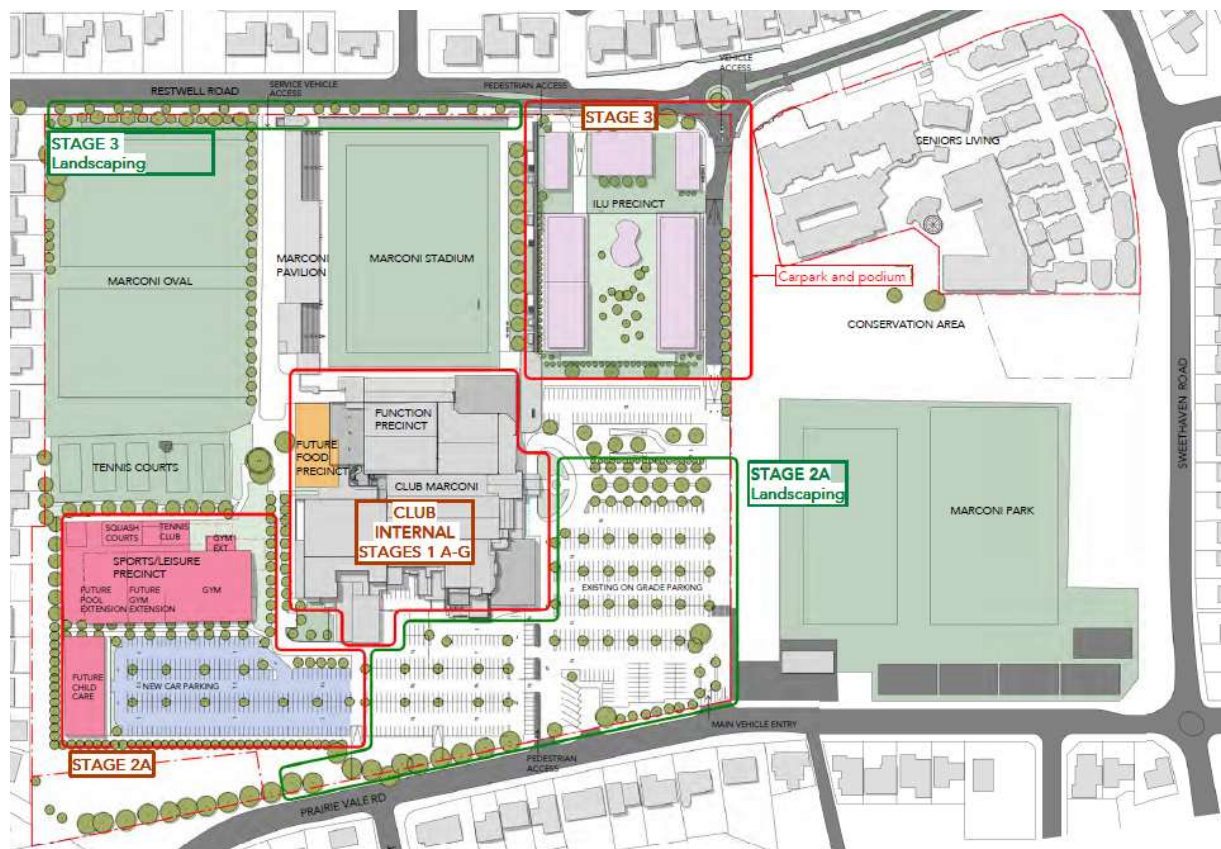 RESTWELL ROAD
SERVICE VEHICLE
ACCESS
PEDESTRIAN ACCESS
VEHICLE
ACCESS
STAGE 3
Landscaping
STAGE 3
SENIORS LIVING
ILU PRECINCT
MARCONI OVAL
MARCONI
PAVILION
MARCONI STADIUM
Carpark and podium
CONSERVATION AREA
SWEETHAVEN ROAD
FUNCTION
PRECINCT
FUTURE
FOOD
PRECINCT
TENNIS COURTS
CLUB MARCONI
CLUB
INTERNAL
STAGES 1 A-G
STAGE 2A
Landscaping
MARCONI PARK
SQUASH
COURTS
TENNIS
CLUB
GYM
EXT
SPORTS/LEISURE
PRECINCT
FUTURE
POOL
EXTENSION
FUTURE
GYM
EXTENSION
GYM
EXISTING ON GRADE PARKING
FUTURE
CHILD
CARE
NEW CAR PARKING
MAIN VEHICLE ENTRY
STAGE 2A
PEDESTRIAN
ACCESS
PRAIRIE VALE RD